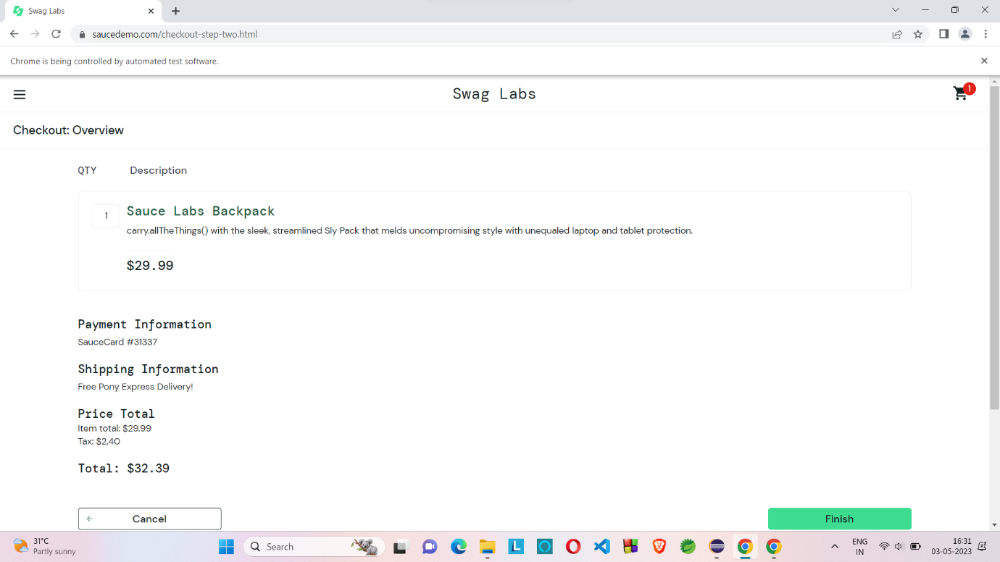 Swag Labs
saucedemo.com/checkout-step-two.html
Chrome is being controlled by automated test software.
Swag Labs
1
Checkout: Overview
QTY Description
1
Sauce Labs Backpack
carry.allTheThings() with the sleek, streamlined Sly Pack that melds uncompromising style with unequaled laptop and tablet protection.
$29.99
Payment Information
SauceCard #31337
Shipping Information
Free Pony Express Delivery!
Price Total
Item total: $29.99
Tax: $2.40
Total: $32.39
Cancel
Finish
31°C
Partly sunny
Search
L
ENG
IN
16:31
03-05-2023